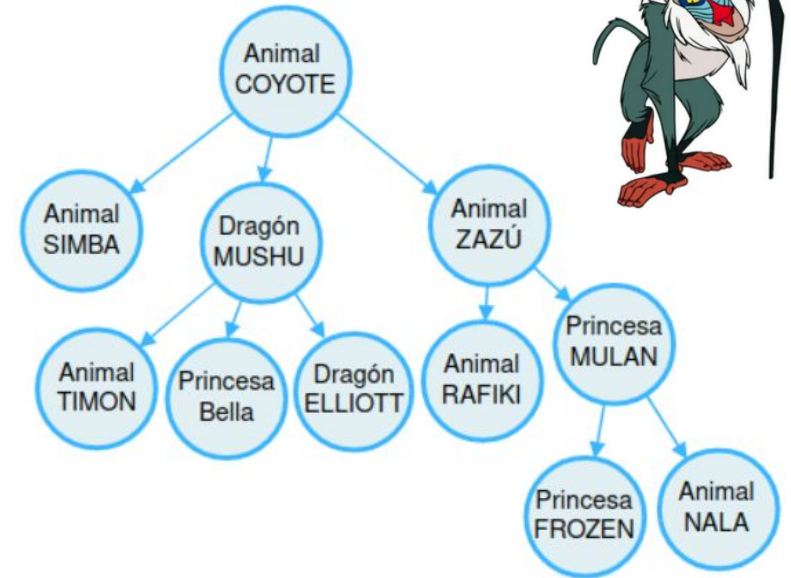 Animal
COYOTE
Animal
SIMBA
Dragón
MUSHU
Animal
ZAZÚ
Animal
TIMON
Princesa
Bella
Dragón
ELLIOTT
Animal
RAFIKI
Princesa
MULAN
Princesa
FROZEN
Animal
NALA